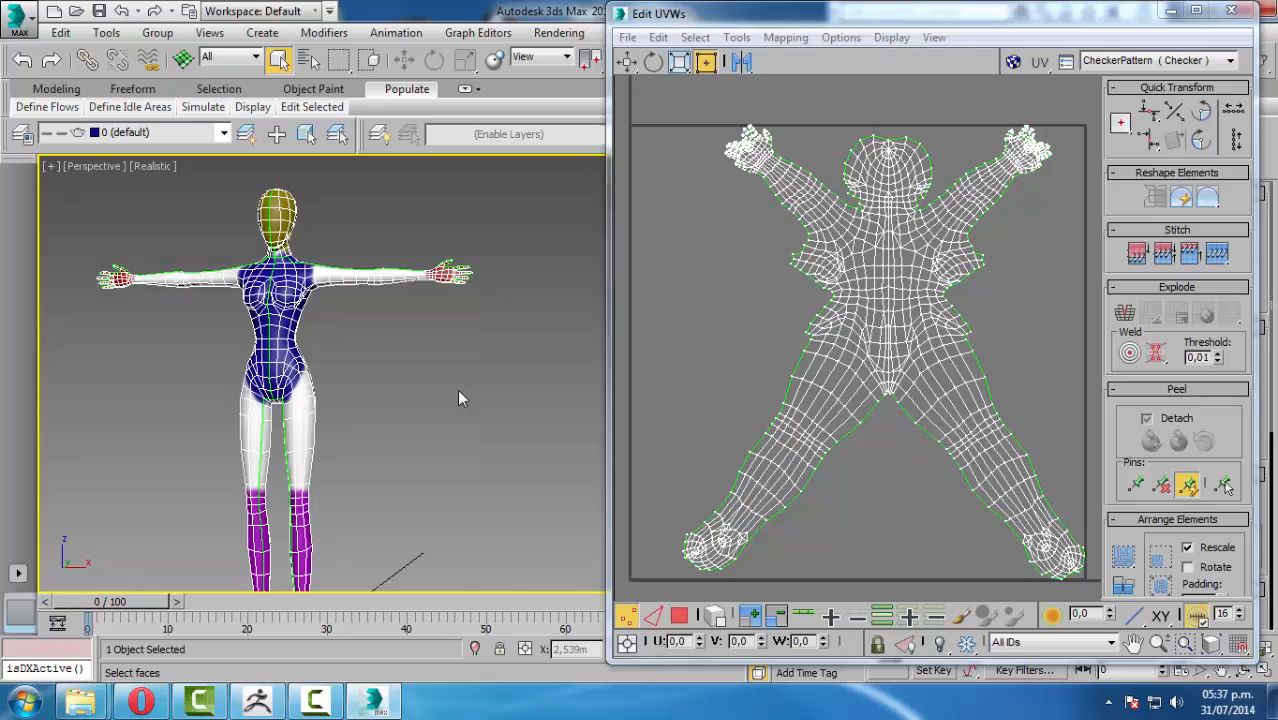 MAX
Workspace: Default
Autodesk 3ds Max 20
Edit Tools Group Views Create Modifiers Animation Graph Editors Rendering
All
View
Modeling Freeform Selection Object Paint Populate
Define Flows Define Idle Areas Simulate Display Edit Selected
0 (default)
(Enable Layers)
[+] [Perspective ] [Realistic ]
z
x
0 / 100
0 10 20 30 40 50 60
isDXActive()
1 Object Selected
X: 2,539m
Select faces
Add Time Tag
Set Key
Key Filters...
Edit UVWs
File Edit Select Tools Mapping Options Display View
UV
CheckerPattern ( Checker )
Quick Transform
Reshape Elements
Stitch
Explode
Weld
Threshold:
0,01
Peel
Detach
Pins:
Arrange Elements
Rescale
Rotate
Padding:
0,0
XY
16
U: 0,0 V: 0,0 W: 0,0
All IDs
MAX
05:37 p.m.
31/07/2014